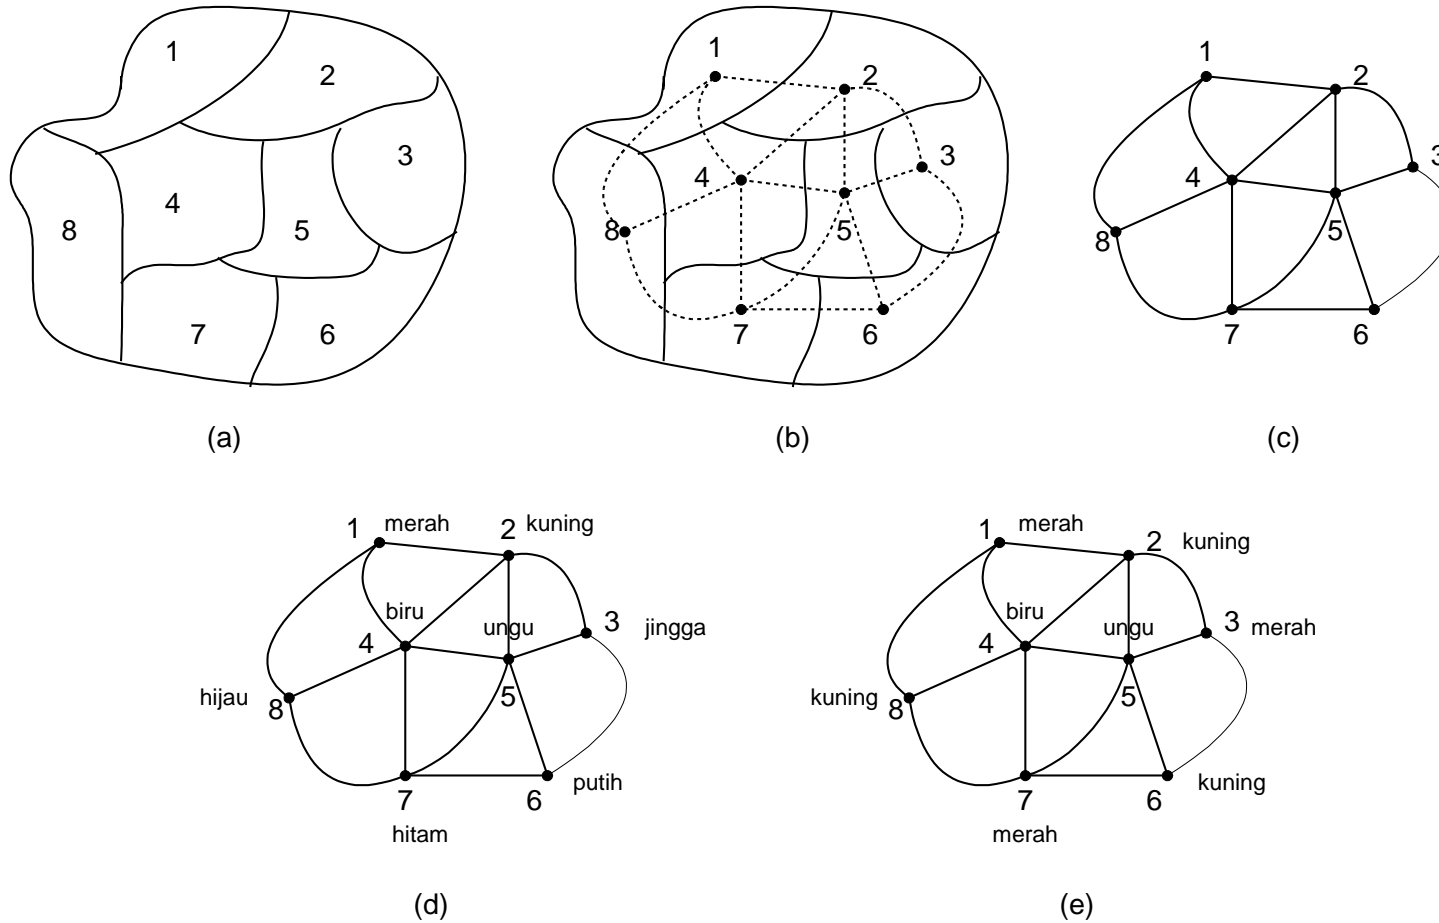 1
2
3
4
5
8
7
6
(a)
1
2
3
4
5
8
7
6
(b)
1
2
3
4
5
8
7
6
(c)
1 merah 2 kuning
biru
4 ungu 3 jingga
hijau 8 5
7 6 putih
hitam
(d)
1 merah 2 kuning
biru
4 ungu 3 merah
kuning 8 5
7 6 kuning
merah
(e)